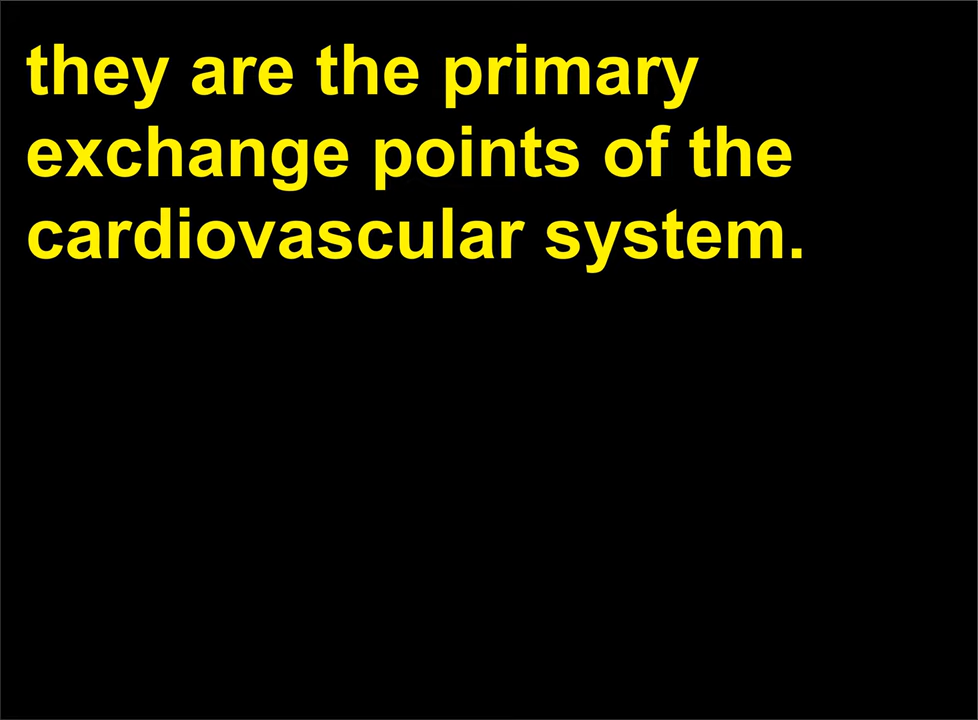 they are the primary
exchange points of the
cardiovascular system.